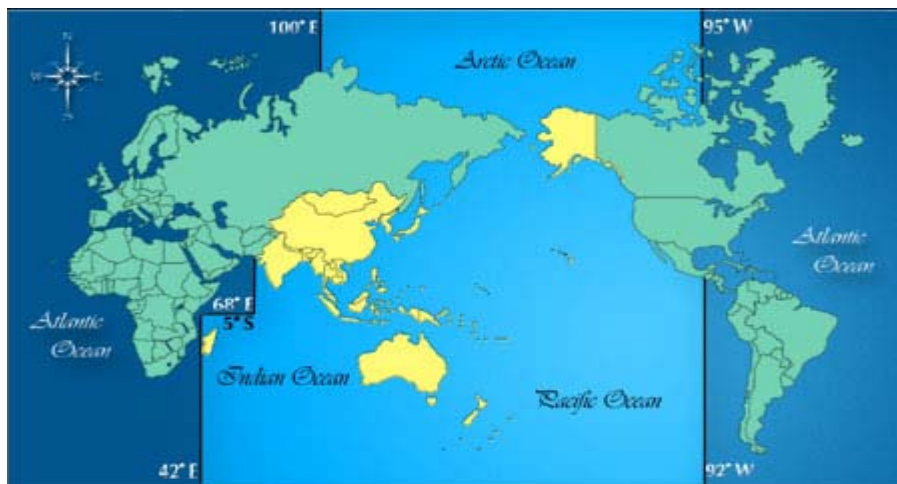 100° E
95° W
Arctic Ocean
N
W
E
S
Atlantic
Ocean
68° E
5° S
Atlantic
Ocean
Indian Ocean
Pacific Ocean
42° E
92° W